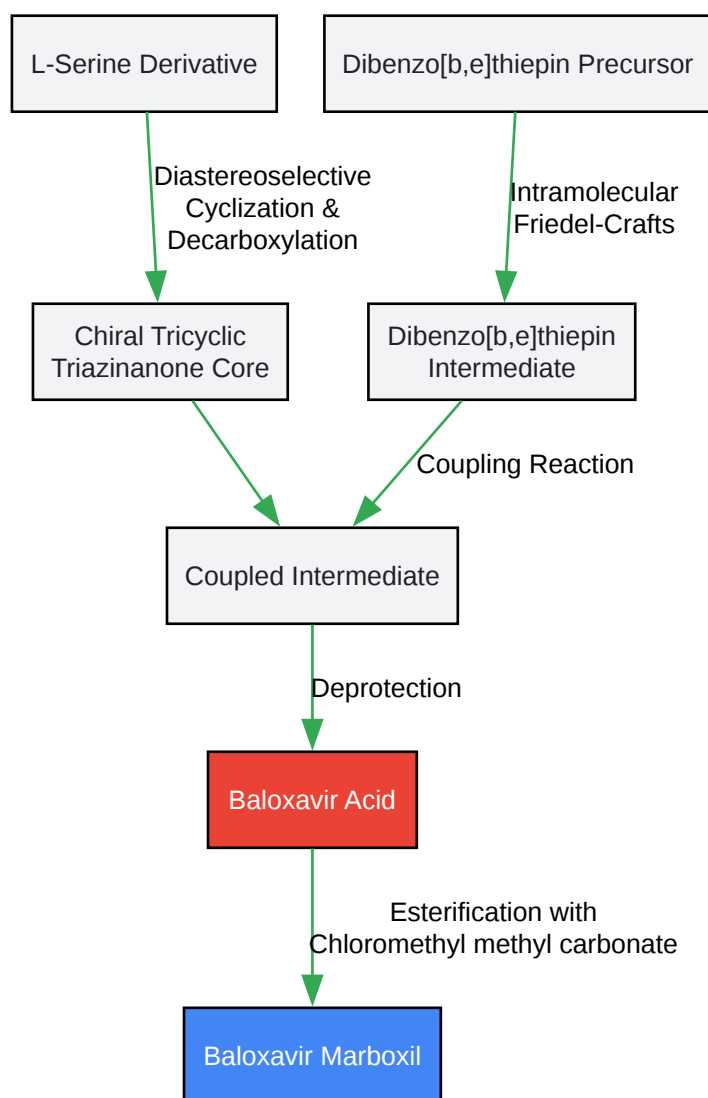 L-Serine Derivative
Dibenzo[b,e]thiepin Precursor
Diastereoselective
Cyclization &
Decarboxylation
Intramolecular
Friedel-Crafts
Chiral Tricyclic
Triazinanone Core
Dibenzo[b,e]thiepin
Intermediate
Coupling Reaction
Coupled Intermediate
Deprotection
Baloxavir Acid
Esterification with
Chloromethyl methyl carbonate
Baloxavir Marboxil